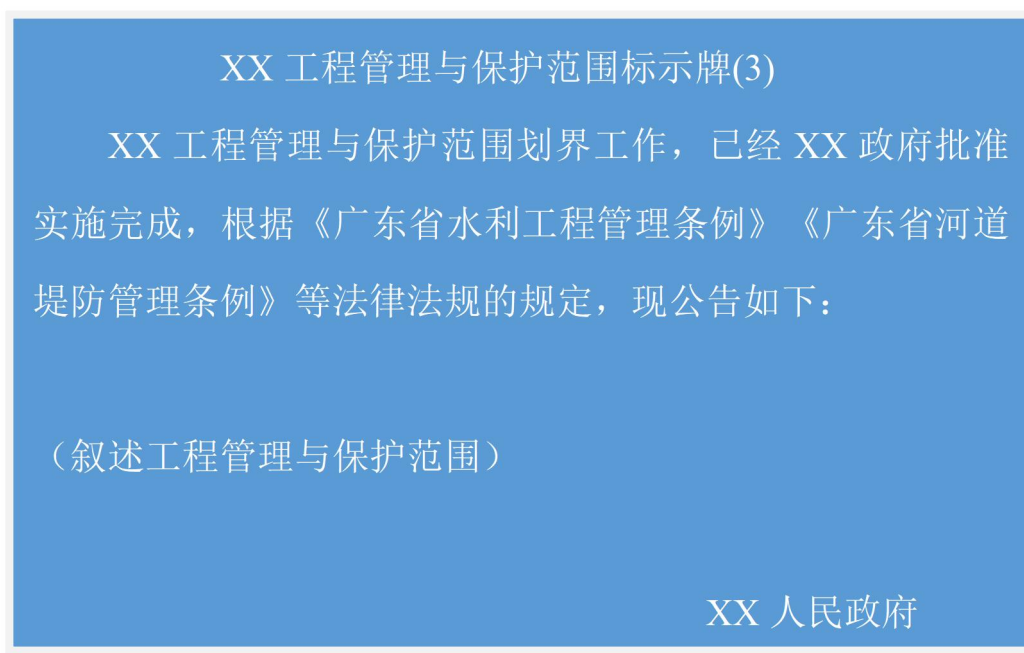 XX 工程管理与保护范围标示牌(3)
XX 工程管理与保护范围划界工作，已经 XX 政府批准
实施完成，根据《广东省水利工程管理条例》《广东省河道
堤防管理条例》等法律法规的规定，现公告如下：
（叙述工程管理与保护范围）
XX 人民政府